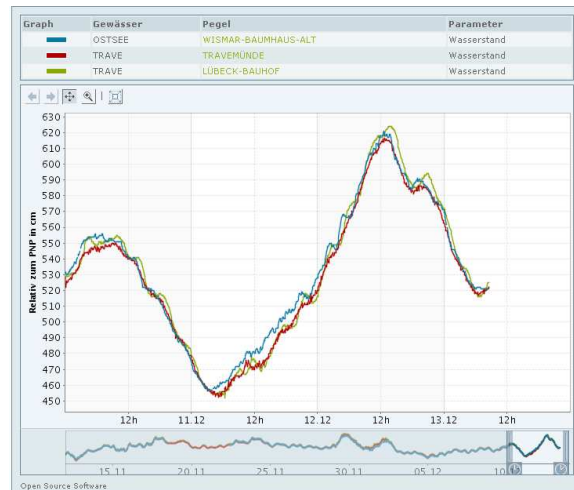 Graph Gewässer Pegel Parameter
OSTSEE WISMAR-BAUMHAUS-ALT Wasserstand
TRAVE TRAVEMÜNDE Wasserstand
TRAVE LÜBECK-BAUHOF Wasserstand
Relativ zum PNP in cm
630
620
610
600
590
580
570
560
550
540
530
520
510
500
490
480
470
460
450
12h 11.12 12h 12.12 12h 13.12 12h
15.11 20.11 25.11 30.11 05.12
Open Source Software